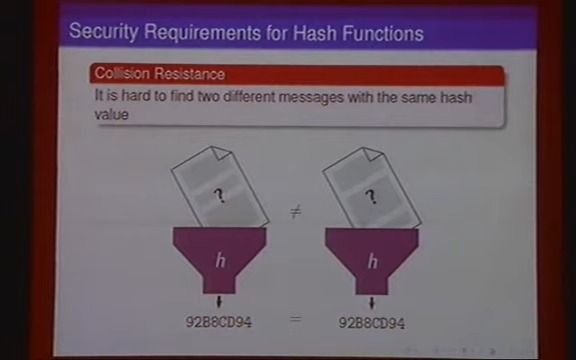 Security Requirements for Hash Functions
Collision Resistance
It is hard to find two different messages with the same hash
value
? ≠ ?
h h
92B8CD94 = 92B8CD94